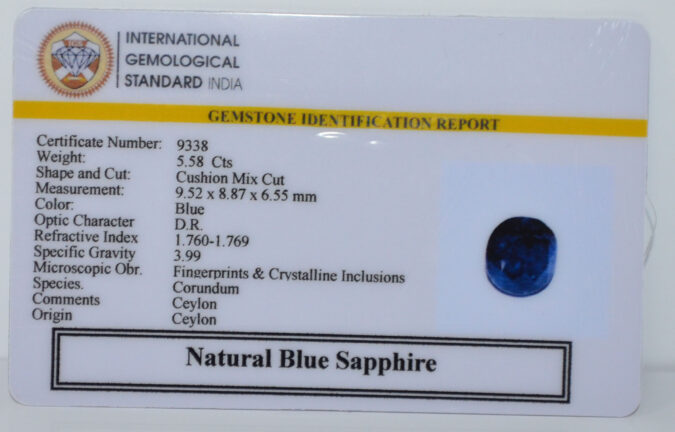 INTERNATIONAL
GEMOLOGICAL
STANDARD INDIA
GEMSTONE IDENTIFICATION REPORT
Certificate Number: 9338
Weight: 5.58 Cts
Shape and Cut: Cushion Mix Cut
Measurement: 9.52 x 8.87 x 6.55 mm
Color: Blue
Optic Character D.R.
Refractive Index 1.760-1.769
Specific Gravity 3.99
Microscopic Obr. Fingerprints & Crystalline Inclusions
Species. Corundum
Comments Ceylon
Origin Ceylon
Natural Blue Sapphire